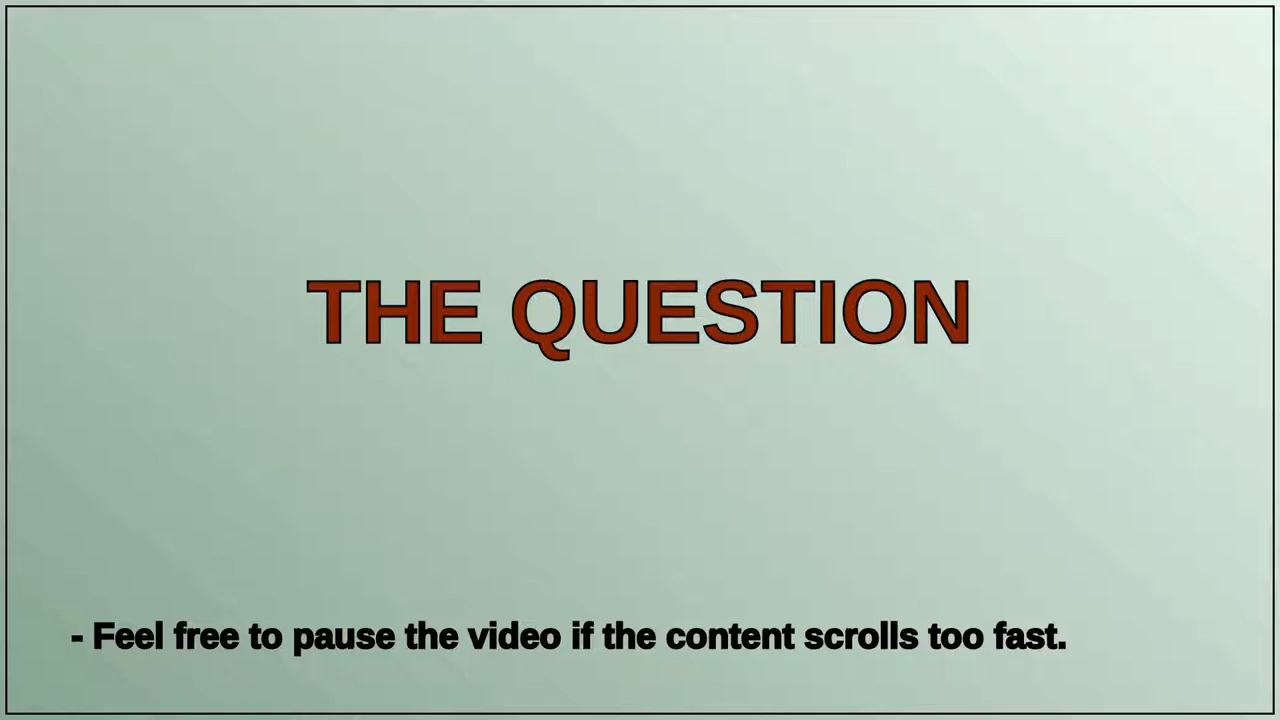 THE QUESTION
- Feel free to pause the video if the content scrolls too fast.